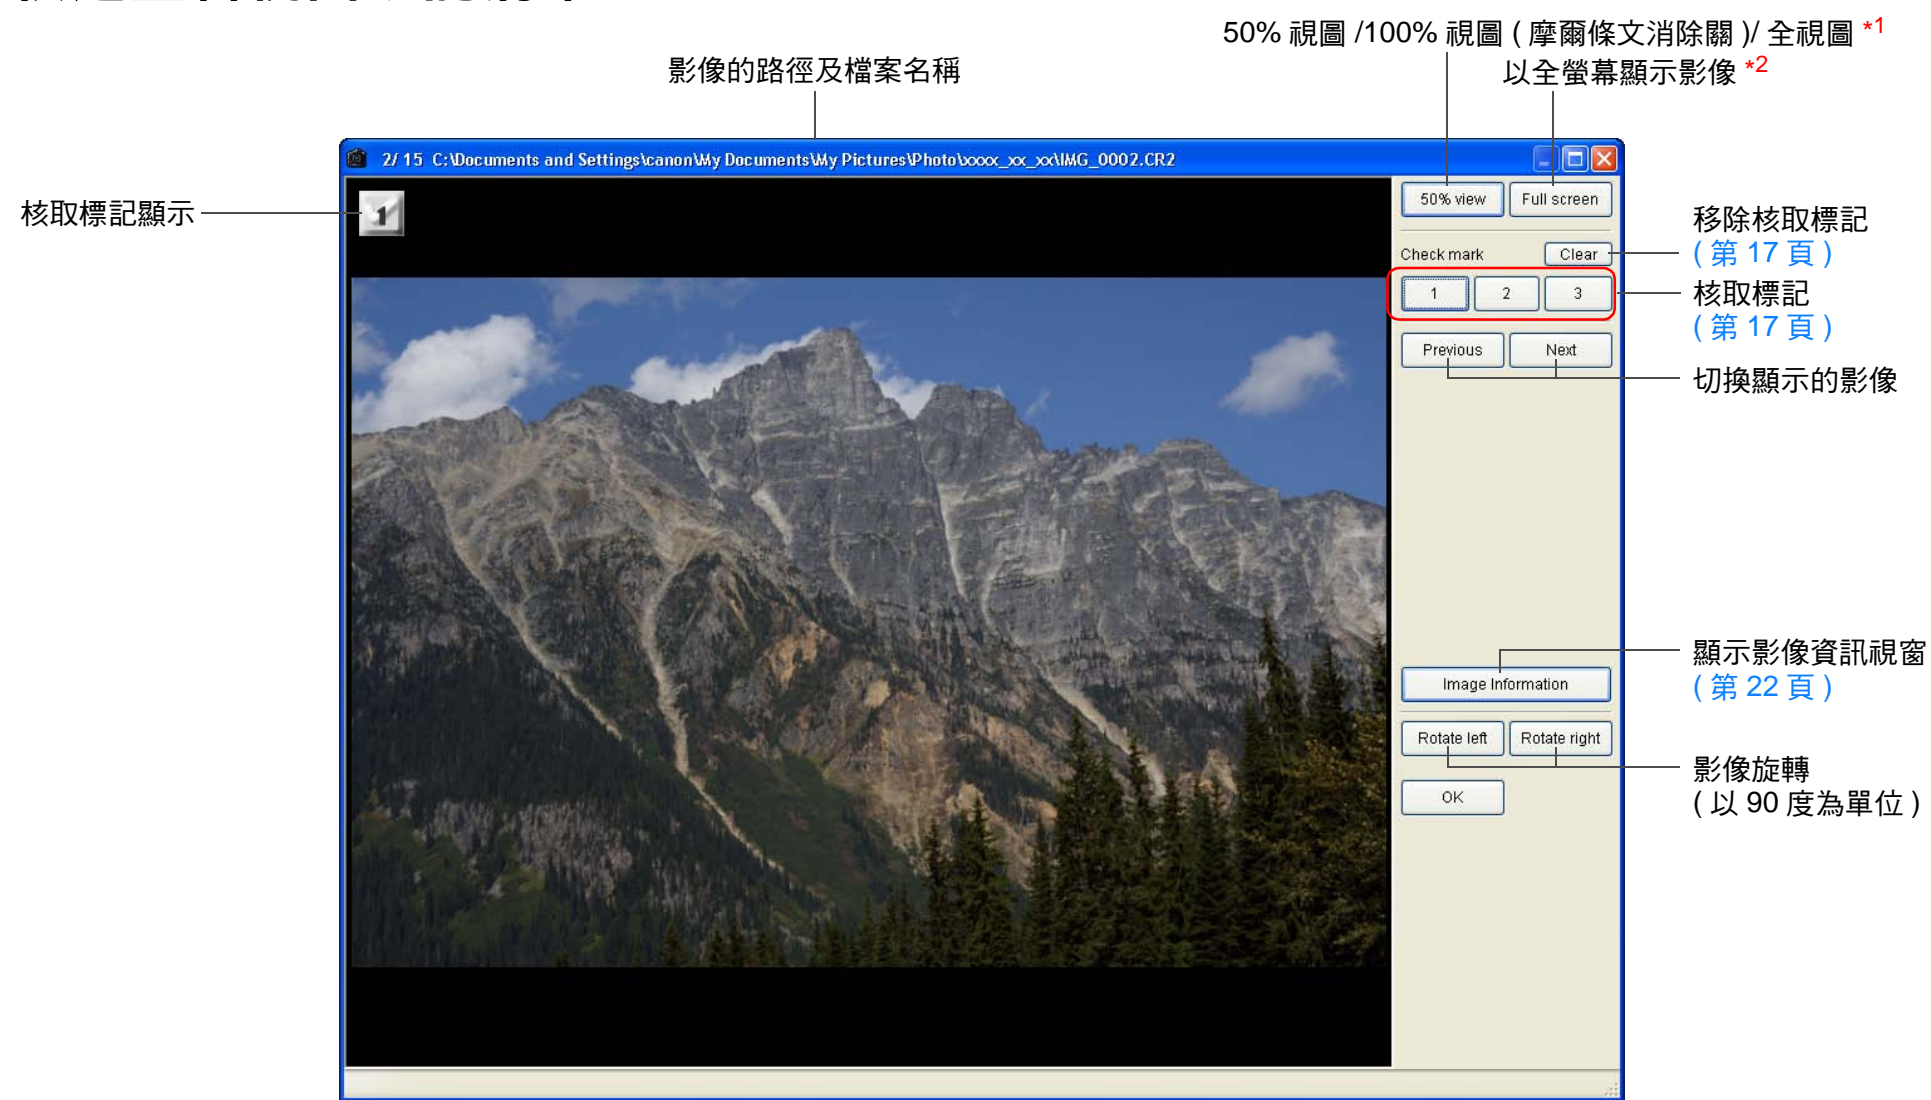 50% 視圖 /100% 視圖 ( 摩爾條文消除關 )/ 全視圖 *1
以全螢幕顯示影像 *2
影像的路徑及檔案名稱
2/ 15 C:\Documents and Settings\canon\My Documents\My Pictures\Photo\xxxx_xx_xx\IMG_0002.CR2
核取標記顯示
1
50% view
Full screen
Check mark
Clear
移除核取標記
( 第 17 頁 )
1
2
3
核取標記
( 第 17 頁 )
Previous
Next
切換顯示的影像
Image Information
顯示影像資訊視窗
( 第 22 頁 )
Rotate left
Rotate right
影像旋轉
( 以 90 度為單位 )
OK